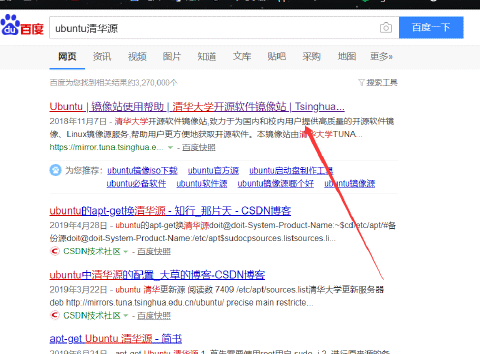 Bai度百度
ubuntu清华源
百度一下
网页 资讯 视频 图片 知道 文库 贴吧 采购 地图 更多»
百度为您找到相关结果约3,270,000个 搜索工具
Ubuntu | 镜像站使用帮助 | 清华大学开源软件镜像站 | Tsinghua...
2018年11月7日 - 清华大学开源软件镜像站,致力于为国内和校内用户提供高质量的开源软件镜
像、Linux镜像源服务,帮助用户更方便地获取开源软件。本镜像站由清华大学TUNA...
https://mirror.tuna.tsinghua.e... - 百度快照
为您推荐: ubuntu镜像iso下载 ubuntu官方源 ubuntu启动盘制作工具
ubuntu必备软件 ubuntu软件源 ubuntu镜像源哪个好 ubuntu镜像源
ubuntu的apt-get换清华源 - 知行_那片天 - CSDN博客
2019年4月28日 - ubuntu的apt-get换清华源doit@doit-System-Product-Name:~$cd/etc/apt/#备
份源doit@doit-System-Product-Name:/etc/apt$sudocpsources.listsources.li...
CSDN技术社区 - 百度快照
ubuntu中清华源的配置_大草的博客-CSDN博客
2019年3月22日 - ubuntu 清华更新源 阅读数 7409 /etc/apt/sources.list清华大学更新服务器
deb http://mirrors.tuna.tsinghua.edu.cn/ubuntu/ precise main restricte...
CSDN技术社区 - 百度快照
apt-get Ubuntu 清华源 - 简书